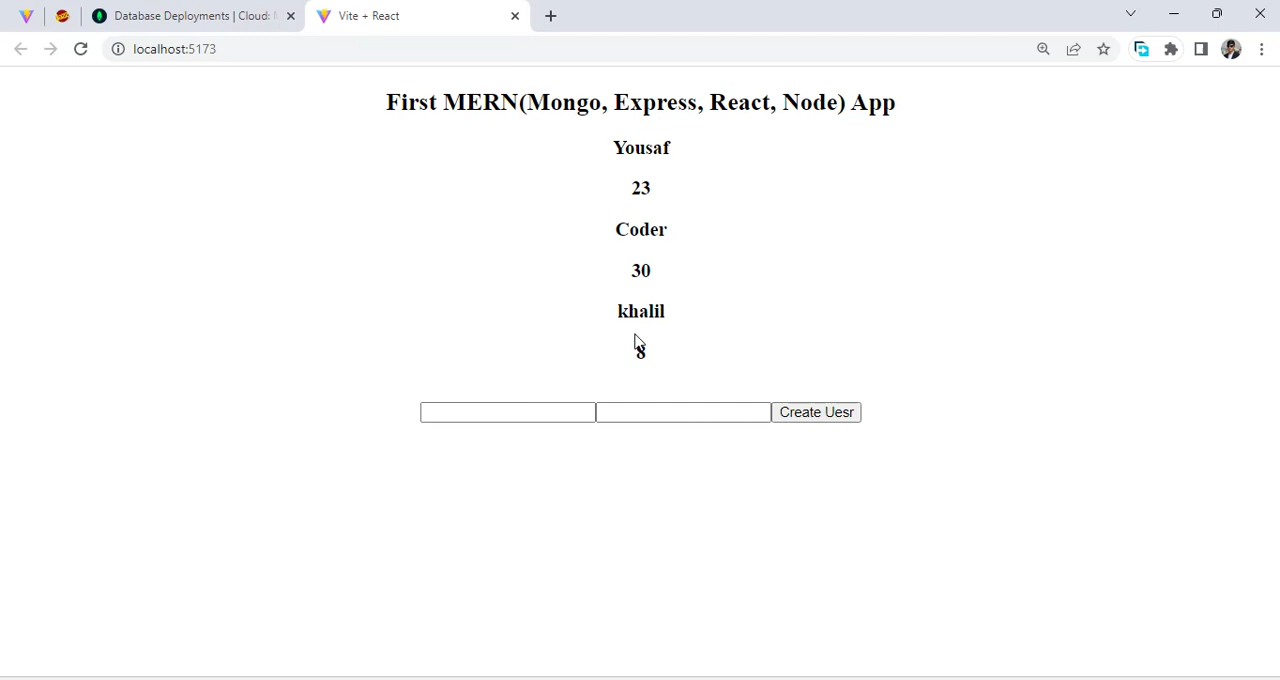 Database Deployments | Cloud:
Vite + React
localhost:5173
First MERN(Mongo, Express, React, Node) App
Yousaf
23
Coder
30
khalil
8
Create Uesr